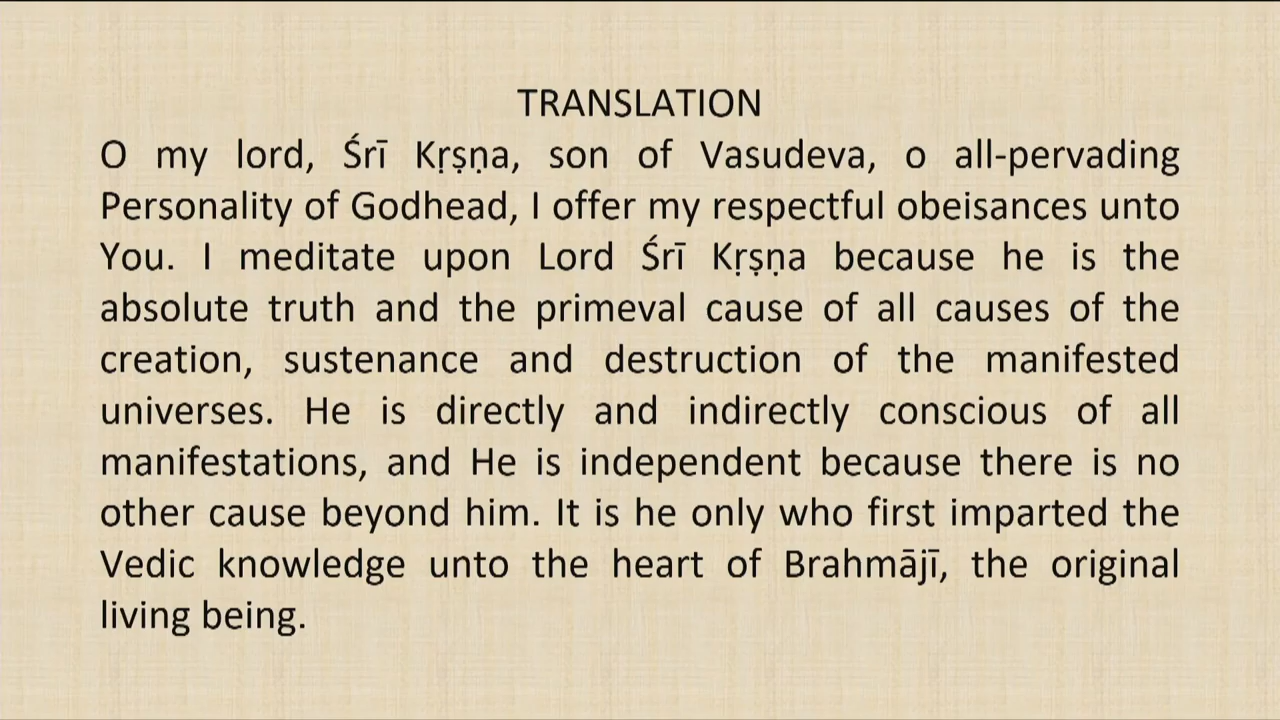 TRANSLATION
O my lord, Śrī Kṛṣṇa, son of Vasudeva, o all-pervading
Personality of Godhead, I offer my respectful obeisances unto
You. I meditate upon Lord Śrī Kṛṣṇa because he is the
absolute truth and the primeval cause of all causes of the
creation, sustenance and destruction of the manifested
universes. He is directly and indirectly conscious of all
manifestations, and He is independent because there is no
other cause beyond him. It is he only who first imparted the
Vedic knowledge unto the heart of Brahmājī, the original
living being.